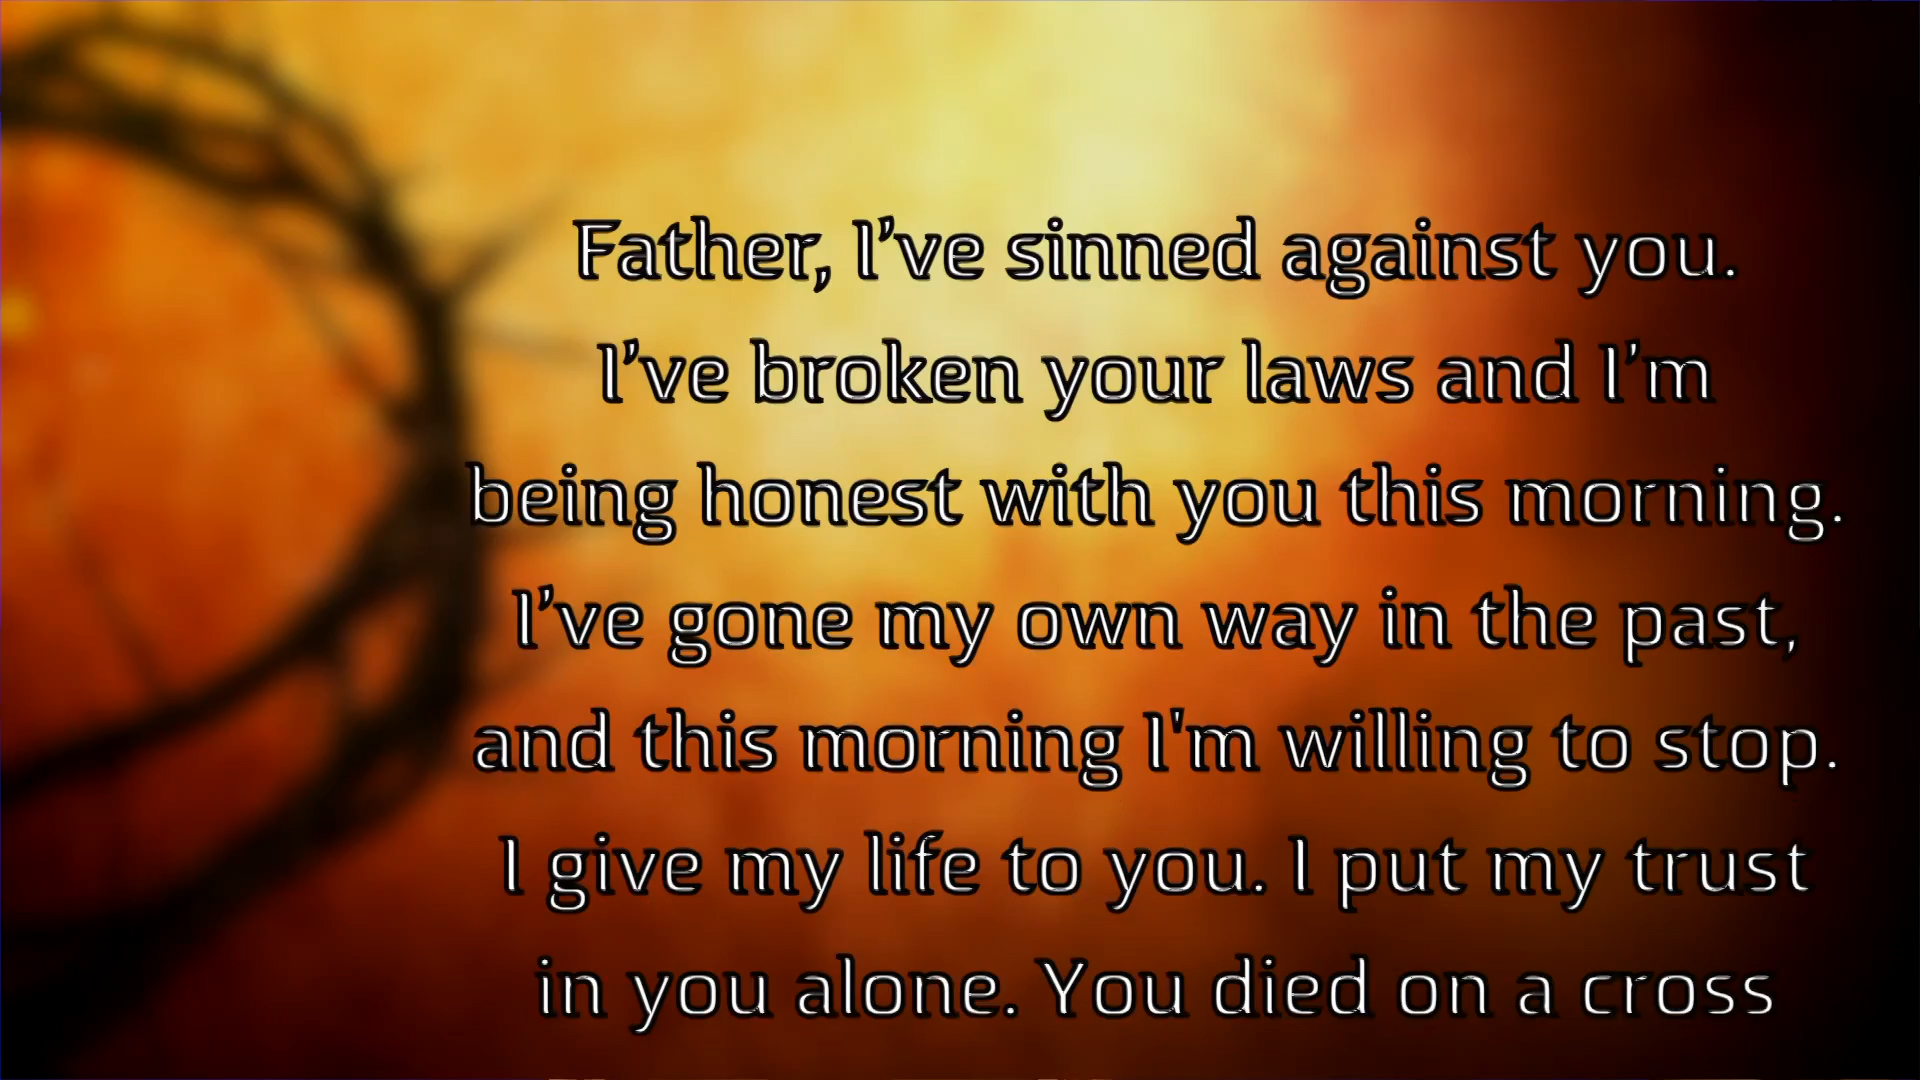 Father, I’ve sinned against you.
I’ve broken your laws and I’m
being honest with you this morning.
I’ve gone my own way in the past,
and this morning I'm willing to stop.
I give my life to you. I put my trust
in you alone. You died on a cross